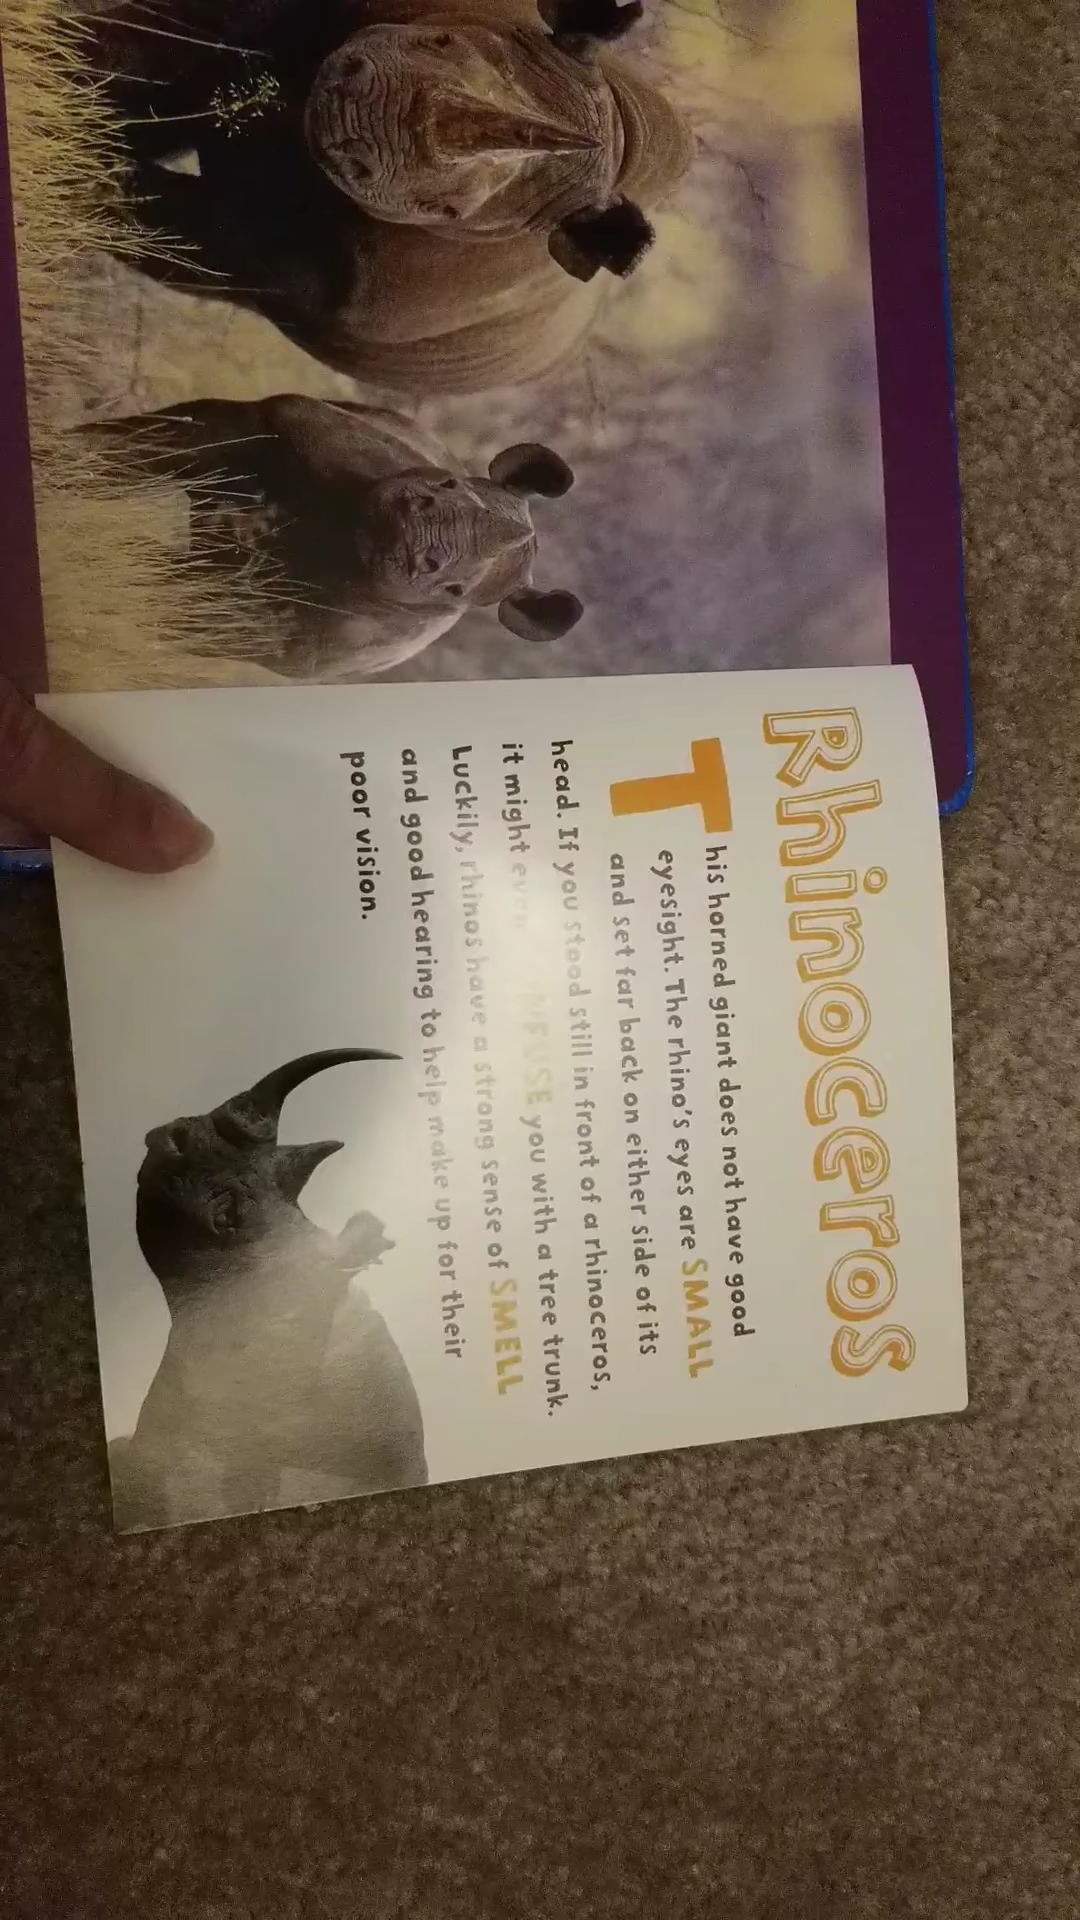 Rhinoceros
This horned giant does not have good
eyesight. The rhino's eyes are SMALL
and set far back on either side of its
head. If you stood still in front of a rhinoceros,
it might even CONFUSE you with a tree trunk.
Luckily, rhinos have a strong sense of SMELL
and good hearing to help make up for their
poor vision.